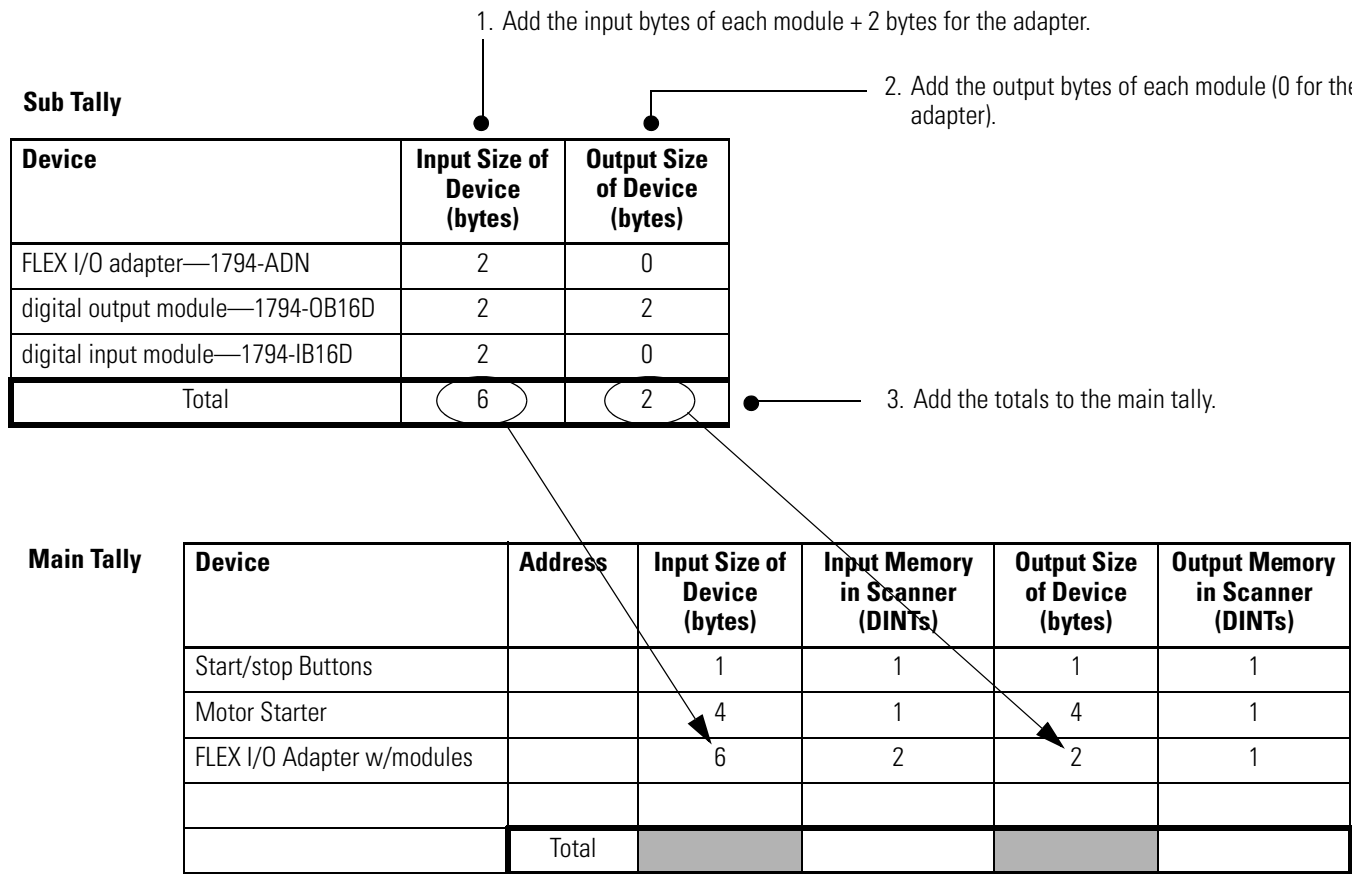 1. Add the input bytes of each module + 2 bytes for the adapter.
2. Add the output bytes of each module (0 for the
adapter).
Sub Tally
Device
Input Size of
Device
(bytes)
Output Size
of Device
(bytes)
FLEX I/O adapter—1794-ADN 2 0
digital output module—1794-OB16D 2 2
digital input module—1794-IB16D 2 0
Total 6 2
3. Add the totals to the main tally.
Main Tally
Device
Address
Input Size of
Device
(bytes)
Input Memory
in Scanner
(DINTs)
Output Size
of Device
(bytes)
Output Memory
in Scanner
(DINTs)
Start/stop Buttons 1 1 1 1
Motor Starter 4 1 4 1
FLEX I/O Adapter w/modules 6 2 2 1
Total